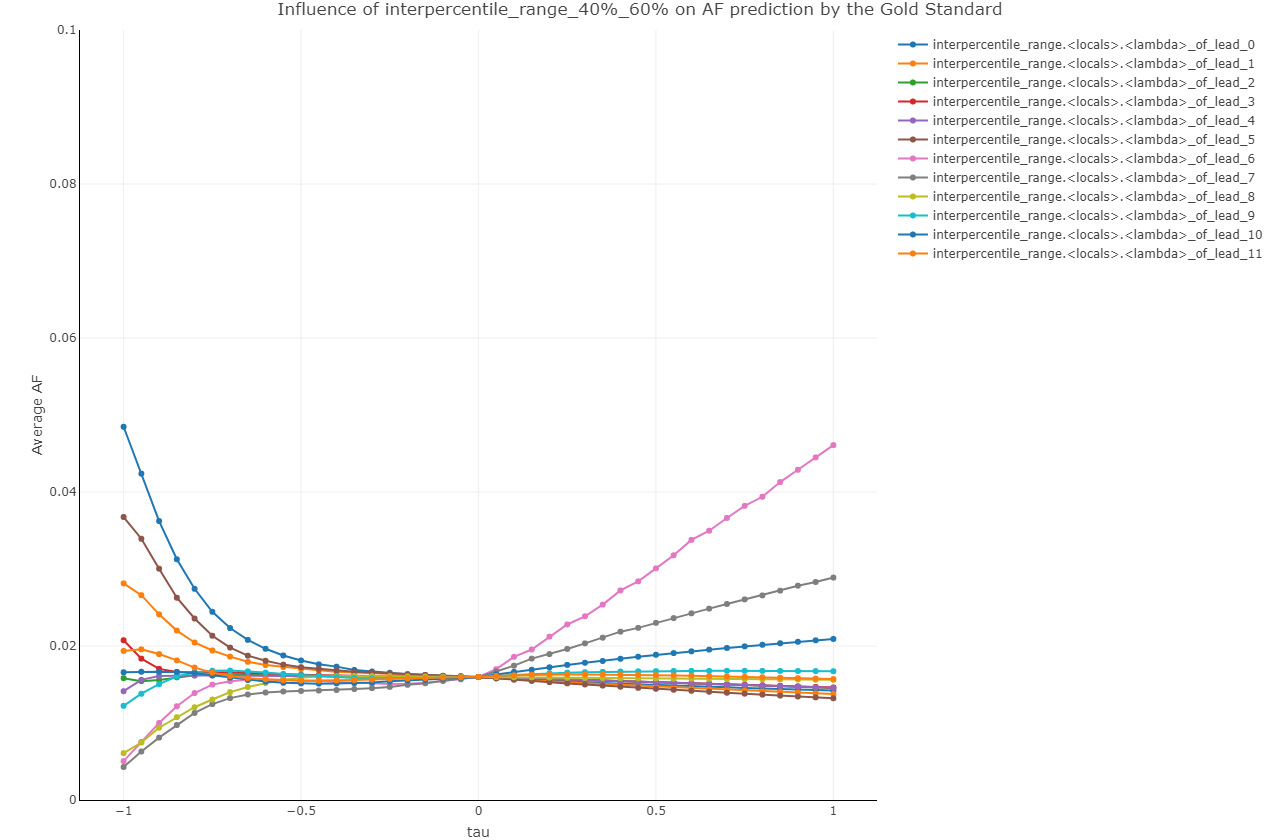 Influence of interpercentile_range_40%_60% on AF prediction by the Gold Standard
0.1
0.08
0.06
0.04
0.02
0
Average AF
−1
−0.5
0
0.5
1
tau
interpercentile_range.<locals>.<lambda>_of_lead_0
interpercentile_range.<locals>.<lambda>_of_lead_1
interpercentile_range.<locals>.<lambda>_of_lead_2
interpercentile_range.<locals>.<lambda>_of_lead_3
interpercentile_range.<locals>.<lambda>_of_lead_4
interpercentile_range.<locals>.<lambda>_of_lead_5
interpercentile_range.<locals>.<lambda>_of_lead_6
interpercentile_range.<locals>.<lambda>_of_lead_7
interpercentile_range.<locals>.<lambda>_of_lead_8
interpercentile_range.<locals>.<lambda>_of_lead_9
interpercentile_range.<locals>.<lambda>_of_lead_10
interpercentile_range.<locals>.<lambda>_of_lead_11